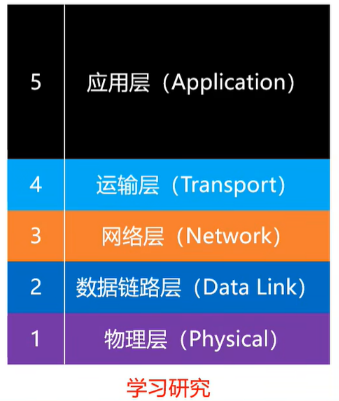 5 应用层（Application）
4 运输层（Transport）
3 网络层（Network）
2 数据链路层（Data Link）
1 物理层（Physical）
学习研究